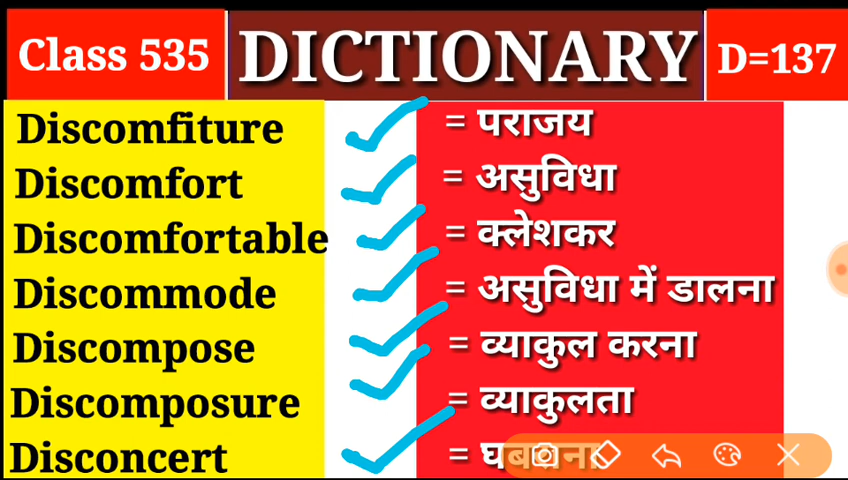 Class 535 DICTIONARY D=137
Discomfiture = पराजय
Discomfort = असुविधा
Discomfortable = क्लेशकर
Discommode = असुविधा में डालना
Discompose = व्याकुल करना
Discomposure = व्याकुलता
Disconcert =